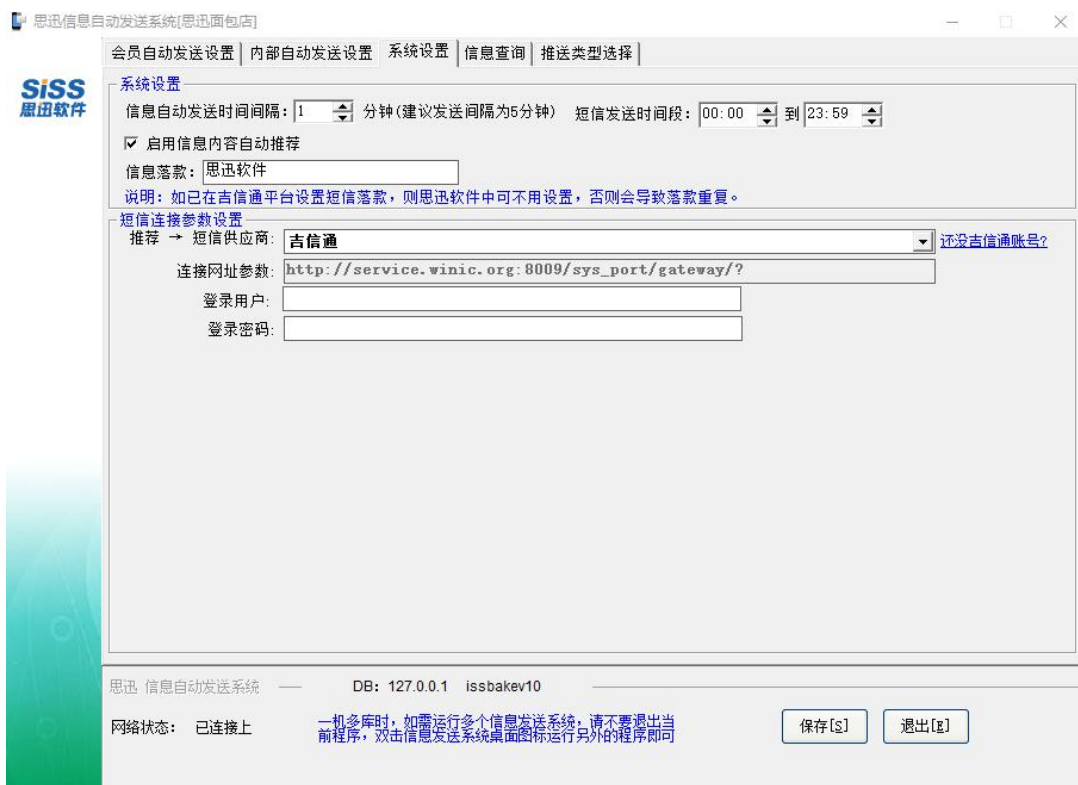 思迅信息自动发送系统[思迅面包店]
会员自动发送设置 内部自动发送设置 系统设置 信息查询 推送类型选择
SiSS
思迅软件
系统设置
信息自动发送时间间隔: 1 分钟(建议发送间隔为5分钟) 短信发送时间段: 00:00 到 23:59
启用信息内容自动推荐
信息落款: 思迅软件
说明: 如已在吉信通平台设置短信落款, 则思迅软件中可不用设置, 否则会导致落款重复。
短信连接参数设置
推荐 → 短信供应商: 吉信通 还没吉信通账号?
连接网址参数: http://service.winic.org:8009/sys_port/gateway/?
登录用户:
登录密码:
思迅 信息自动发送系统 DB: 127.0.0.1 issbakev10
网络状态: 已连接上
一机多库时, 如需运行多个信息发送系统, 请不要退出当
前程序, 双击信息发送系统桌面图标运行另外的程序即可
保存[S] 退出[E]